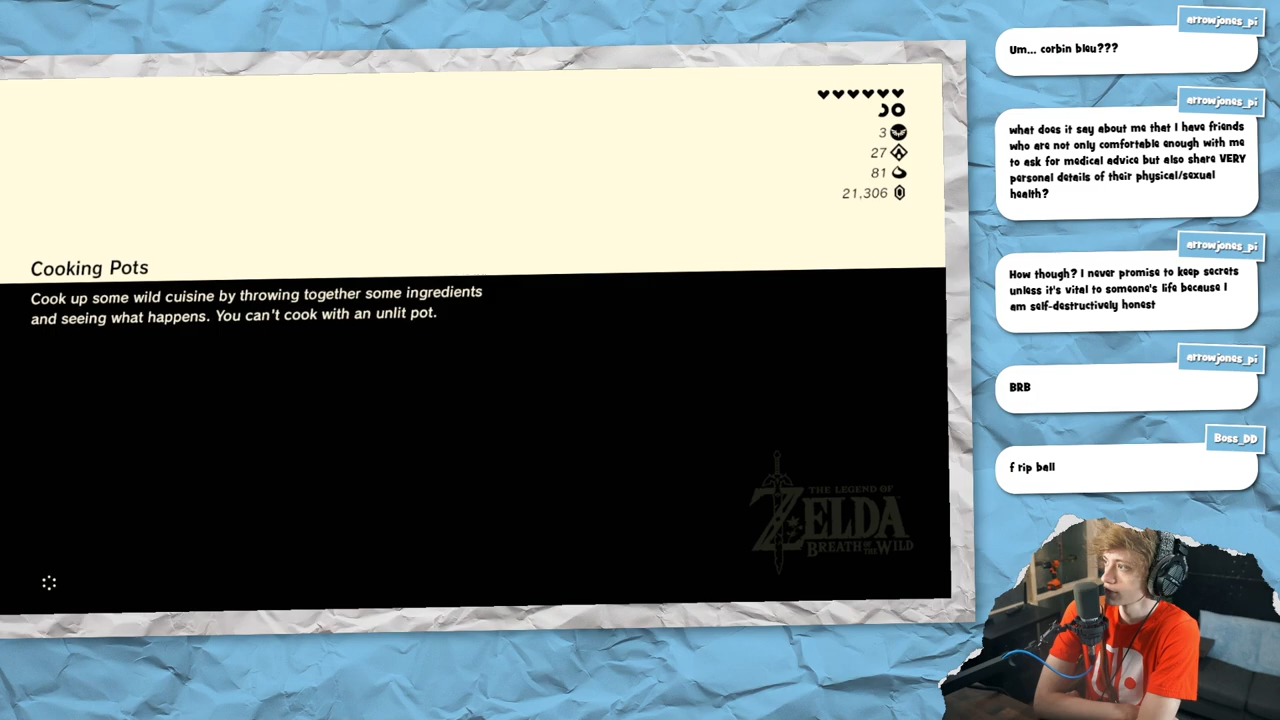 3
27
81
21,306
Cooking Pots
Cook up some wild cuisine by throwing together some ingredients
and seeing what happens. You can't cook with an unlit pot.
THE LEGEND OF
ZELDA
BREATH OF THE WILD
arrowjones_pi
Um... corbin bleu???
arrowjones_pi
what does it say about me that I have friends
who are not only comfortable enough with me
to ask for medical advice but also share VERY
personal details of their physical/sexual
health?
arrowjones_pi
How though? I never promise to keep secrets
unless it's vital to someone's life because I
am self-destructively honest
arrowjones_pi
BRB
Boss_DD
f rip ball